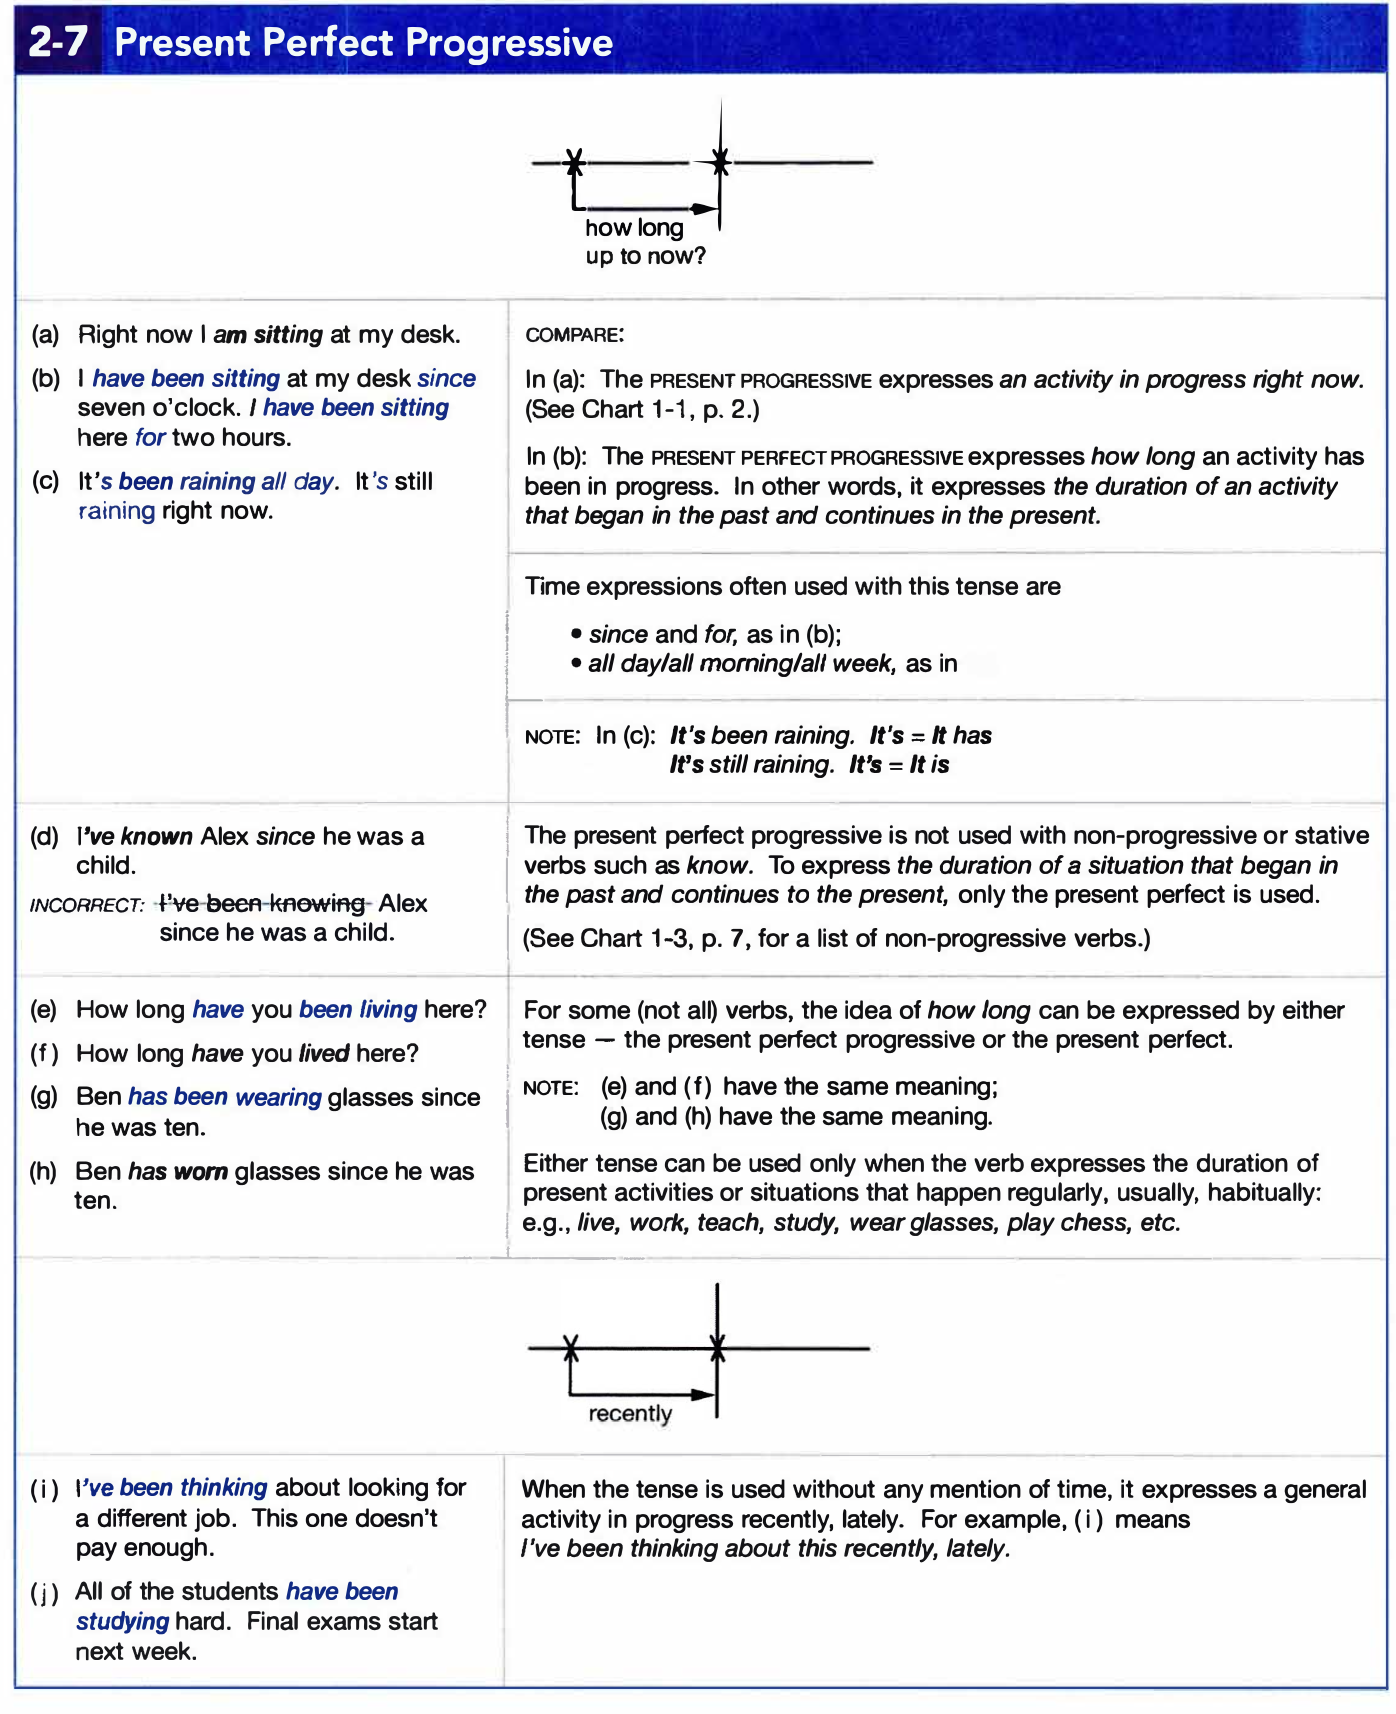 2-7 Present Perfect Progressive
how long
up to now?
(a) Right now I am sitting at my desk.
(b) I have been sitting at my desk since
seven o'clock. I have been sitting
here for two hours.
(c) It's been raining all day. It's still
raining right now.
COMPARE:
In (a): The PRESENT PROGRESSIVE expresses an activity in progress right now.
(See Chart 1-1, p. 2.)
In (b): The PRESENT PERFECT PROGRESSIVE expresses how long an activity has
been in progress. In other words, it expresses the duration of an activity
that began in the past and continues in the present.
Time expressions often used with this tense are
• since and for, as in (b);
• all day/all morning/all week, as in
NOTE: In (c): It's been raining. It's = It has
It's still raining. It's = It is
(d) I've known Alex since he was a
child.
INCORRECT: I've been knowing Alex
since he was a child.
The present perfect progressive is not used with non-progressive or stative
verbs such as know. To express the duration of a situation that began in
the past and continues to the present, only the present perfect is used.
(See Chart 1-3, p. 7, for a list of non-progressive verbs.)
(e) How long have you been living here?
(f) How long have you lived here?
(g) Ben has been wearing glasses since
he was ten.
(h) Ben has worn glasses since he was
ten.
For some (not all) verbs, the idea of how long can be expressed by either
tense — the present perfect progressive or the present perfect.
NOTE: (e) and (f) have the same meaning;
(g) and (h) have the same meaning.
Either tense can be used only when the verb expresses the duration of
present activities or situations that happen regularly, usually, habitually:
e.g., live, work, teach, study, wear glasses, play chess, etc.
recently
(i) I've been thinking about looking for
a different job. This one doesn't
pay enough.
(j) All of the students have been
studying hard. Final exams start
next week.
When the tense is used without any mention of time, it expresses a general
activity in progress recently, lately. For example, (i) means
I've been thinking about this recently, lately.